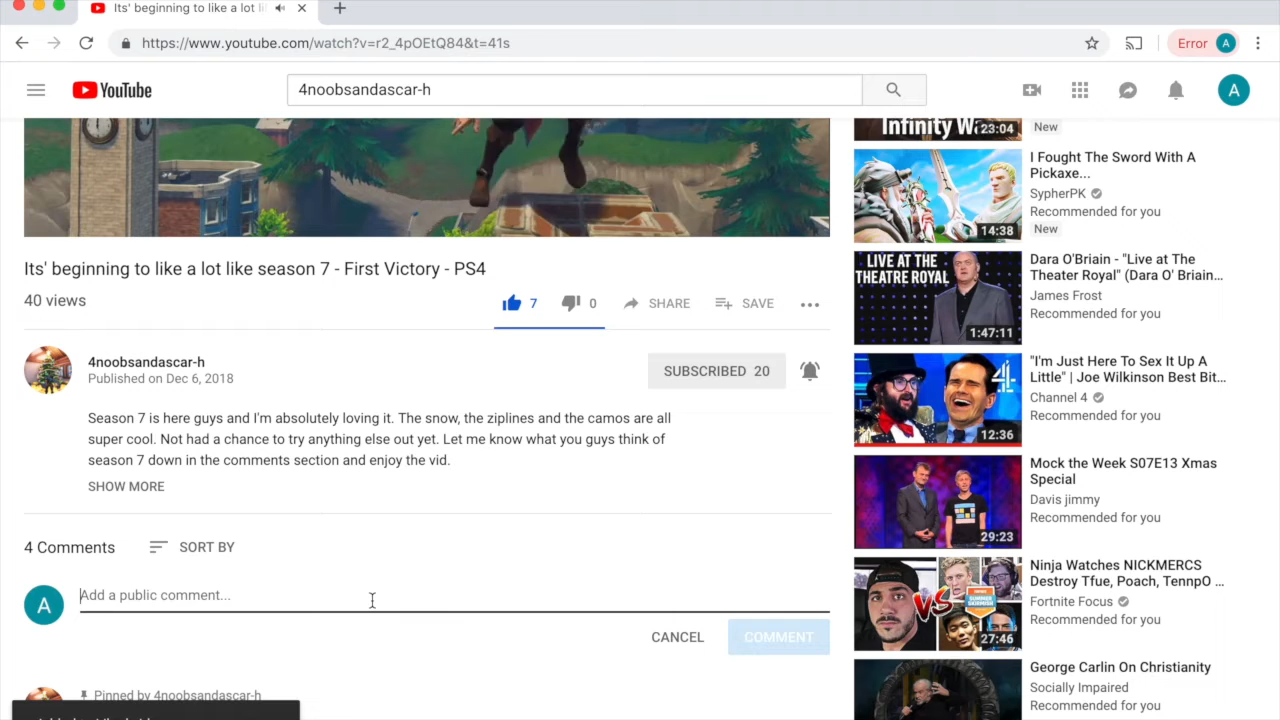 Its' beginning to like a lot li
https://www.youtube.com/watch?v=r2_4pOEtQ84&t=41s
Error A
YouTube
4noobsandascar-h
A
Infinity W
23:04
New
I Fought The Sword With A
Pickaxe...
SypherPK
Recommended for you
New
14:38
LIVE AT THE
THEATRE ROYAL
1:47:11
Dara O'Briain - "Live at The
Theater Royal" (Dara O' Briain...
James Frost
Recommended for you
4
12:36
"I'm Just Here To Sex It Up A
Little" | Joe Wilkinson Best Bit...
Channel 4
Recommended for you
29:23
Mock the Week S07E13 Xmas
Special
Davis jimmy
Recommended for you
VS
27:46
Ninja Watches NICKMERCS
Destroy Tfue, Poach, TennpO ...
Fortnite Focus
Recommended for you
George Carlin On Christianity
Socially Impaired
Recommended for you
Its' beginning to like a lot like season 7 - First Victory - PS4
40 views
7 0 SHARE SAVE
4noobsandascar-h
Published on Dec 6, 2018
SUBSCRIBED 20
Season 7 is here guys and I'm absolutely loving it. The snow, the ziplines and the camos are all
super cool. Not had a chance to try anything else out yet. Let me know what you guys think of
season 7 down in the comments section and enjoy the vid.
SHOW MORE
4 Comments SORT BY
A
Add a public comment...
CANCEL COMMENT
Pinned by 4noobsandascar-h